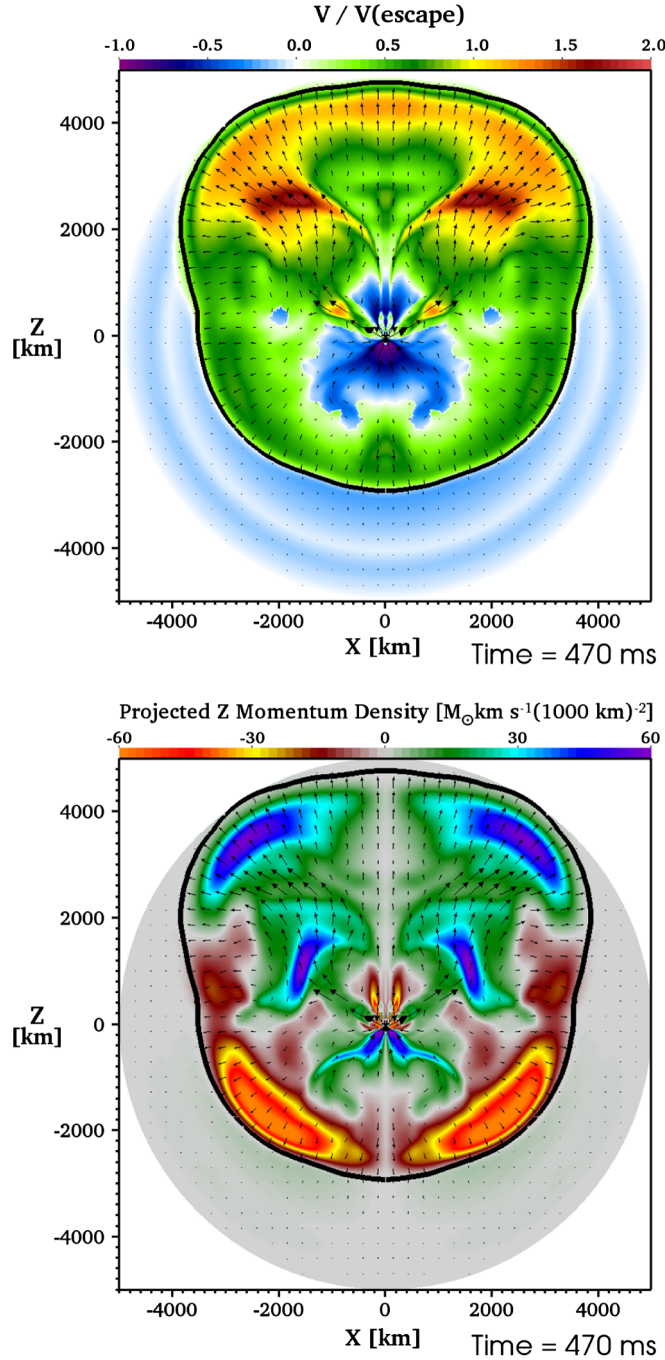 V / V(escape)
-1.0 -0.5 0.0 0.5 1.0 1.5 2.0
4000
2000
Z
[km]
0
-2000
-4000
-4000 -2000 0 2000 4000
X [km]
Time = 470 ms
Projected Z Momentum Density [M☉km s⁻¹(1000 km)⁻²]
-60 -30 0 30 60
4000
2000
Z
[km]
0
-2000
-4000
-4000 -2000 0 2000 4000
X [km]
Time = 470 ms